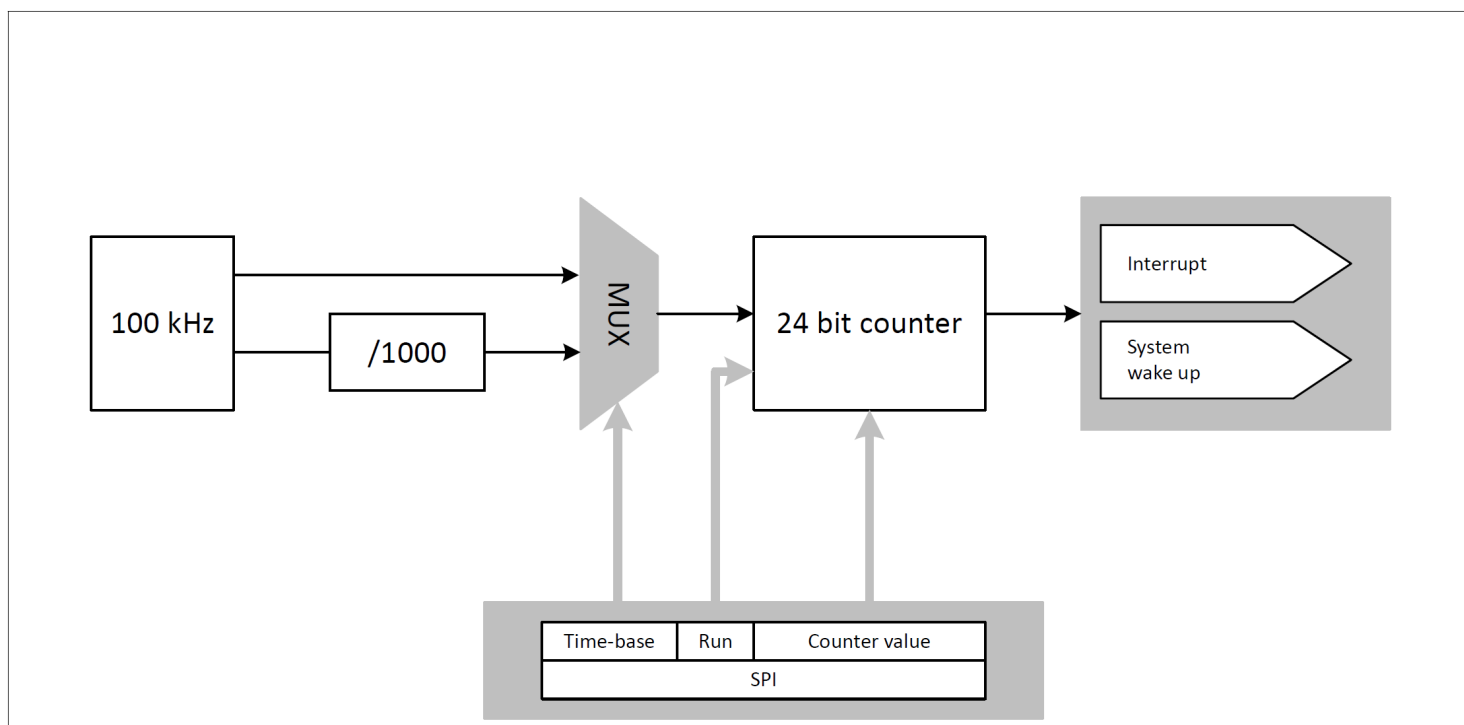 100 kHz
/1000
MUX
24 bit counter
Interrupt
System
wake up
Time-base
Run
Counter value
SPI